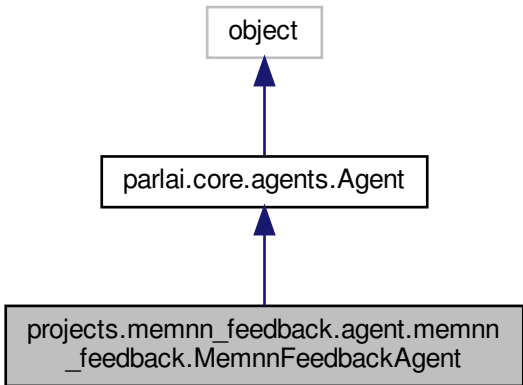 object
parlai.core.agents.Agent
projects.memnn_feedback.agent.memnn
_feedback.MemnnFeedbackAgent